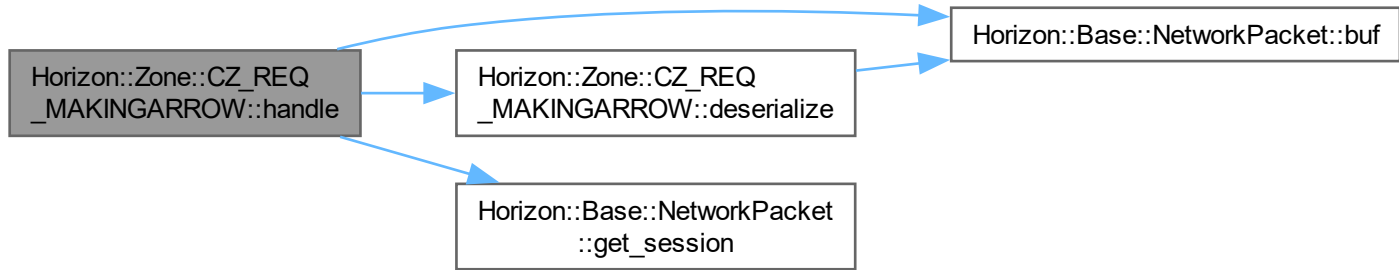 Horizon::Zone::CZ_REQ
_MAKINGARROW::handle
Horizon::Zone::CZ_REQ
_MAKINGARROW::deserialize
Horizon::Base::NetworkPacket
::get_session
Horizon::Base::NetworkPacket::buf